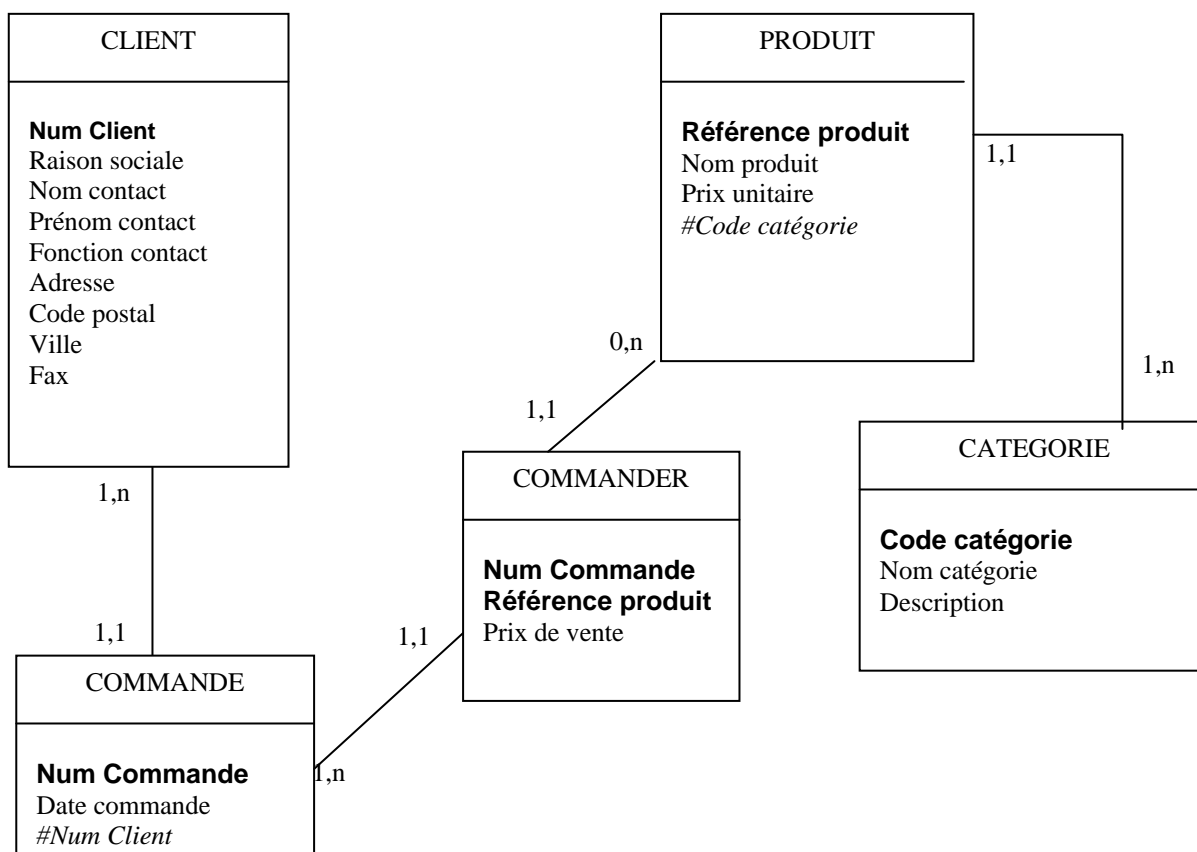 CLIENT
Num Client
Raison sociale
Nom contact
Prénom contact
Fonction contact
Adresse
Code postal
Ville
Fax
1,n
1,1
COMMANDE
Num Commande
Date commande
#Num Client
1,n
1,1
COMMANDER
Num Commande
Référence produit
Prix de vente
1,1
0,n
PRODUIT
Référence produit
Nom produit
Prix unitaire
#Code catégorie
1,1
1,n
CATEGORIE
Code catégorie
Nom catégorie
Description